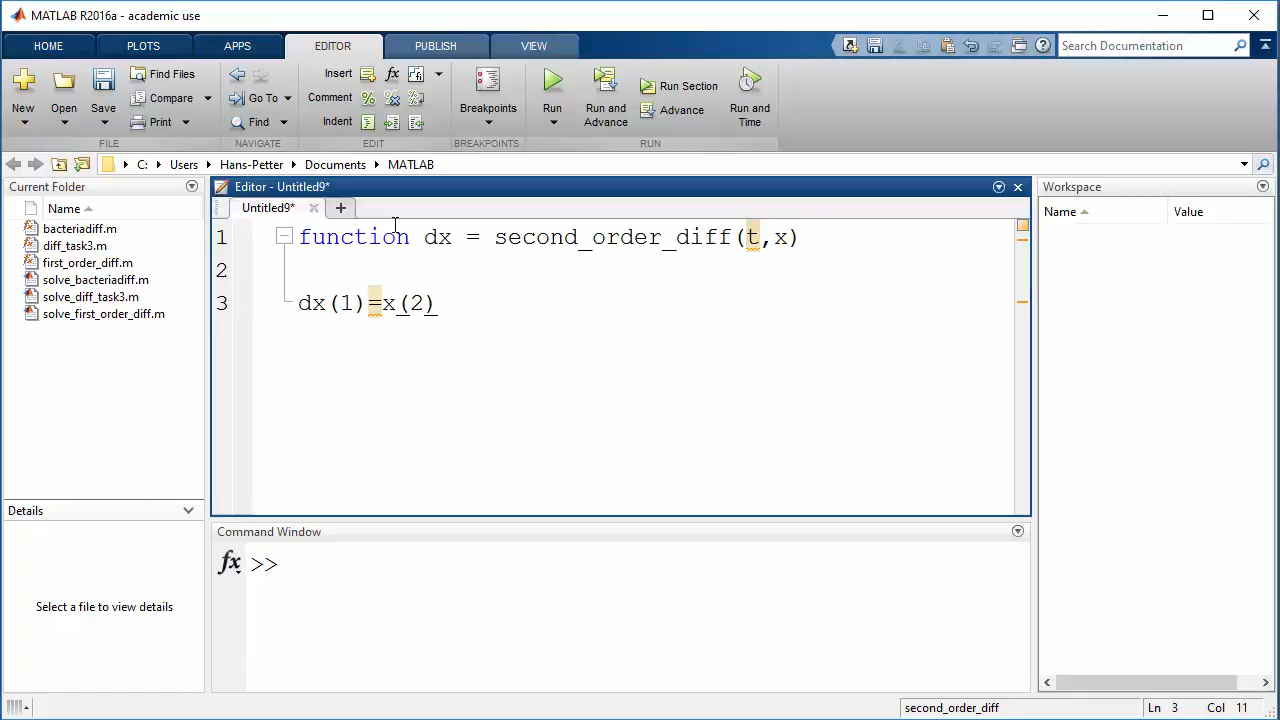 MATLAB R2016a - academic use
HOME PLOTS APPS EDITOR PUBLISH VIEW Search Documentation
New Open Save Find Files Compare Print Go To Find Insert fx Comment Indent Breakpoints Run Run and Advance Run Section Advance Run and Time
FILE NAVIGATE EDIT BREAKPOINTS RUN
C: Users Hans-Petter Documents MATLAB
Current Folder
Name
bacteriadiff.m
diff_task3.m
first_order_diff.m
solve_bacteriadiff.m
solve_diff_task3.m
solve_first_order_diff.m
Details
Select a file to view details
Editor - Untitled9*
Untitled9*
1 function dx = second_order_diff(t,x)
2
3 dx(1)=x(2)
Command Window
fx >>
Workspace
Name Value
second_order_diff Ln 3 Col 11